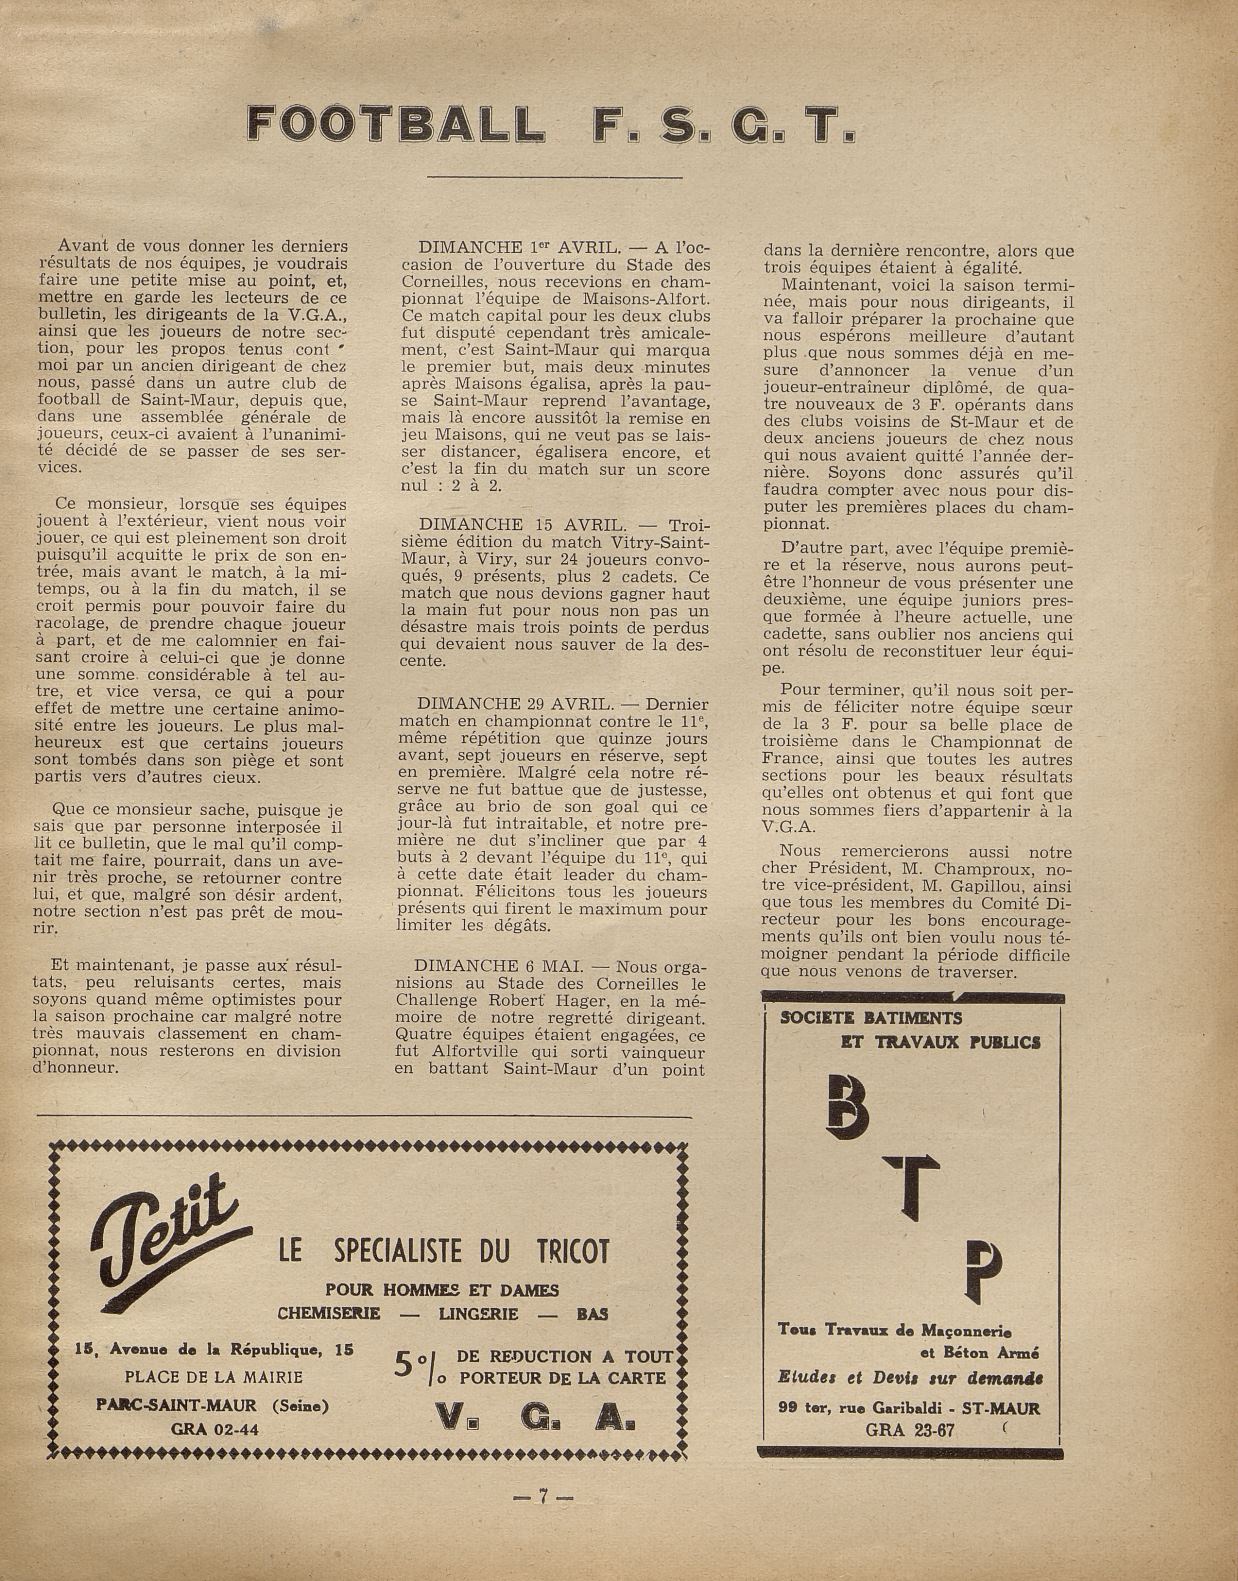 FOOTBALL F. S. G. T.
Avant de vous donner les derniers
résultats de nos équipes, je voudrais
faire une petite mise au point, et,
mettre en garde les lecteurs de ce
bulletin, les dirigeants de la V.G.A.,
ainsi que les joueurs de notre sec-
tion, pour les propos tenus cont
moi par un ancien dirigeant de chez
nous, passé dans un autre club de
football de Saint-Maur, depuis que,
dans une assemblée générale de
joueurs, ceux-ci avaient à l'unanimi-
té décidé de se passer de ses ser-
vices.
Ce monsieur, lorsque ses équipes
jouent à l'extérieur, vient nous voir
jouer, ce qui est pleinement son droit
puisqu'il acquitte le prix de son en-
trée, mais avant le match, à la mi-
temps, ou à la fin du match, il se
croit permis pour pouvoir faire du
racolage, de prendre chaque joueur
à part, et de me calomnier en fai-
sant croire à celui-ci que je donne
une somme considérable à tel au-
tre, et vice versa, ce qui a pour
effet de mettre une certaine animo-
sité entre les joueurs. Le plus mal-
heureux est que certains joueurs
sont tombés dans son piège et sont
partis vers d'autres cieux.
Que ce monsieur sache, puisque je
sais que par personne interposée il
lit ce bulletin, que le mal qu'il comp-
tait me faire, pourrait, dans un ave-
nir très proche, se retourner contre
lui, et que, malgré son désir ardent,
notre section n'est pas prêt de mou-
rir.
Et maintenant, je passe aux résul-
tats, peu reluisants certes, mais
soyons quand même optimistes pour
la saison prochaine car malgré notre
très mauvais classement en cham-
pionnat, nous resterons en division
d'honneur.
DIMANCHE 1er AVRIL. — A l'oc-
casion de l'ouverture du Stade des
Corneilles, nous recevions en cham-
pionnat l'équipe de Maisons-Alfort.
Ce match capital pour les deux clubs
fut disputé cependant très amicale-
ment, c'est Saint-Maur qui marqua
le premier but, mais deux minutes
après Maisons égalisa, après la pau-
se Saint-Maur reprend l'avantage,
mais là encore aussitôt la remise en
jeu Maisons, qui ne veut pas se lais-
ser distancer, égalisera encore, et
c'est la fin du match sur un score
nul : 2 à 2.
DIMANCHE 15 AVRIL. — Troi-
sième édition du match Vitry-Saint-
Maur, à Viry, sur 24 joueurs convo-
qués, 9 présents, plus 2 cadets. Ce
match que nous devions gagner haut
la main fut pour nous non pas un
désastre mais trois points de perdus
qui devaient nous sauver de la des-
cente.
DIMANCHE 29 AVRIL. — Dernier
match en championnat contre le 11e,
même répétition que quinze jours
avant, sept joueurs en réserve, sept
en première. Malgré cela notre ré-
serve ne fut battue que de justesse,
grâce au brio de son goal qui ce
jour-là fut intraitable, et notre pre-
mière ne dut s'incliner que par 4
buts à 2 devant l'équipe du 11e, qui
à cette date était leader du cham-
pionnat. Félicitons tous les joueurs
présents qui firent le maximum pour
limiter les dégâts.
DIMANCHE 6 MAI. — Nous orga-
nisions au Stade des Corneilles le
Challenge Robert Hager, en la mé-
moire de notre regretté dirigeant.
Quatre équipes étaient engagées, ce
fut Alfortville qui sorti vainqueur
en battant Saint-Maur d'un point
dans la dernière rencontre, alors que
trois équipes étaient à égalité.
Maintenant, voici la saison termi-
née, mais pour nous dirigeants, il
va falloir préparer la prochaine que
nous espérons meilleure d'autant
plus que nous sommes déjà en me-
sure d'annoncer la venue d'un
joueur-entraîneur diplômé, de qua-
tre nouveaux de 3 F. opérants dans
des clubs voisins de St-Maur et de
deux anciens joueurs de chez nous
qui nous avaient quitté l'année der-
nière. Soyons donc assurés qu'il
faudra compter avec nous pour dis-
puter les premières places du cham-
pionnat.
D'autre part, avec l'équipe premiè-
re et la réserve, nous aurons peut-
être l'honneur de vous présenter une
deuxième, une équipe juniors pres-
que formée à l'heure actuelle, une
cadette, sans oublier nos anciens qui
ont résolu de reconstituer leur équi-
pe.
Pour terminer, qu'il nous soit per-
mis de féliciter notre équipe sœur
de la 3 F. pour sa belle place de
troisième dans le Championnat de
France, ainsi que toutes les autres
sections pour les beaux résultats
qu'elles ont obtenus et qui font que
nous sommes fiers d'appartenir à la
V.G.A.
Nous remercierons aussi notre
cher Président, M. Champroux, no-
tre vice-président, M. Gapillou, ainsi
que tous les membres du Comité Di-
recteur pour les bons encourage-
ments qu'ils ont bien voulu nous té-
moigner pendant la période difficile
que nous venons de traverser.
Petit
LE SPECIALISTE DU TRICOT
POUR HOMMES ET DAMES
CHEMISERIE — LINGERIE — BAS
15, Avenue de la République, 15
PLACE DE LA MAIRIE
PARC-SAINT-MAUR (Seine)
GRA 02-44
5% DE REDUCTION A TOUT
PORTEUR DE LA CARTE
V. G. A.
SOCIETE BATIMENTS
ET TRAVAUX PUBLICS
B
T
P
Tous Travaux de Maçonnerie
et Béton Armé
Etudes et Devis sur demande
99 ter, rue Garibaldi - ST-MAUR
GRA 23-67
— 7 —